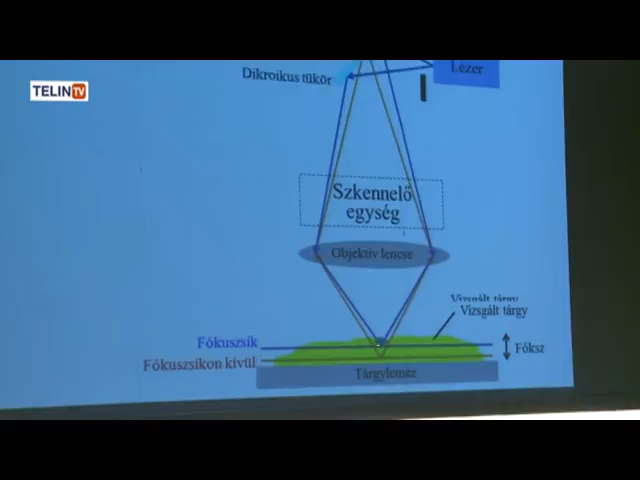 TELIN TV
Dikroikus tükör
Lézer
Szkennelő
egység
Objektív lencse
Vizsgált tárgy
Vizsgált tárgy
Fókuszsík
Fókuszsíkon kívül
Fóksz
Tárgylemez